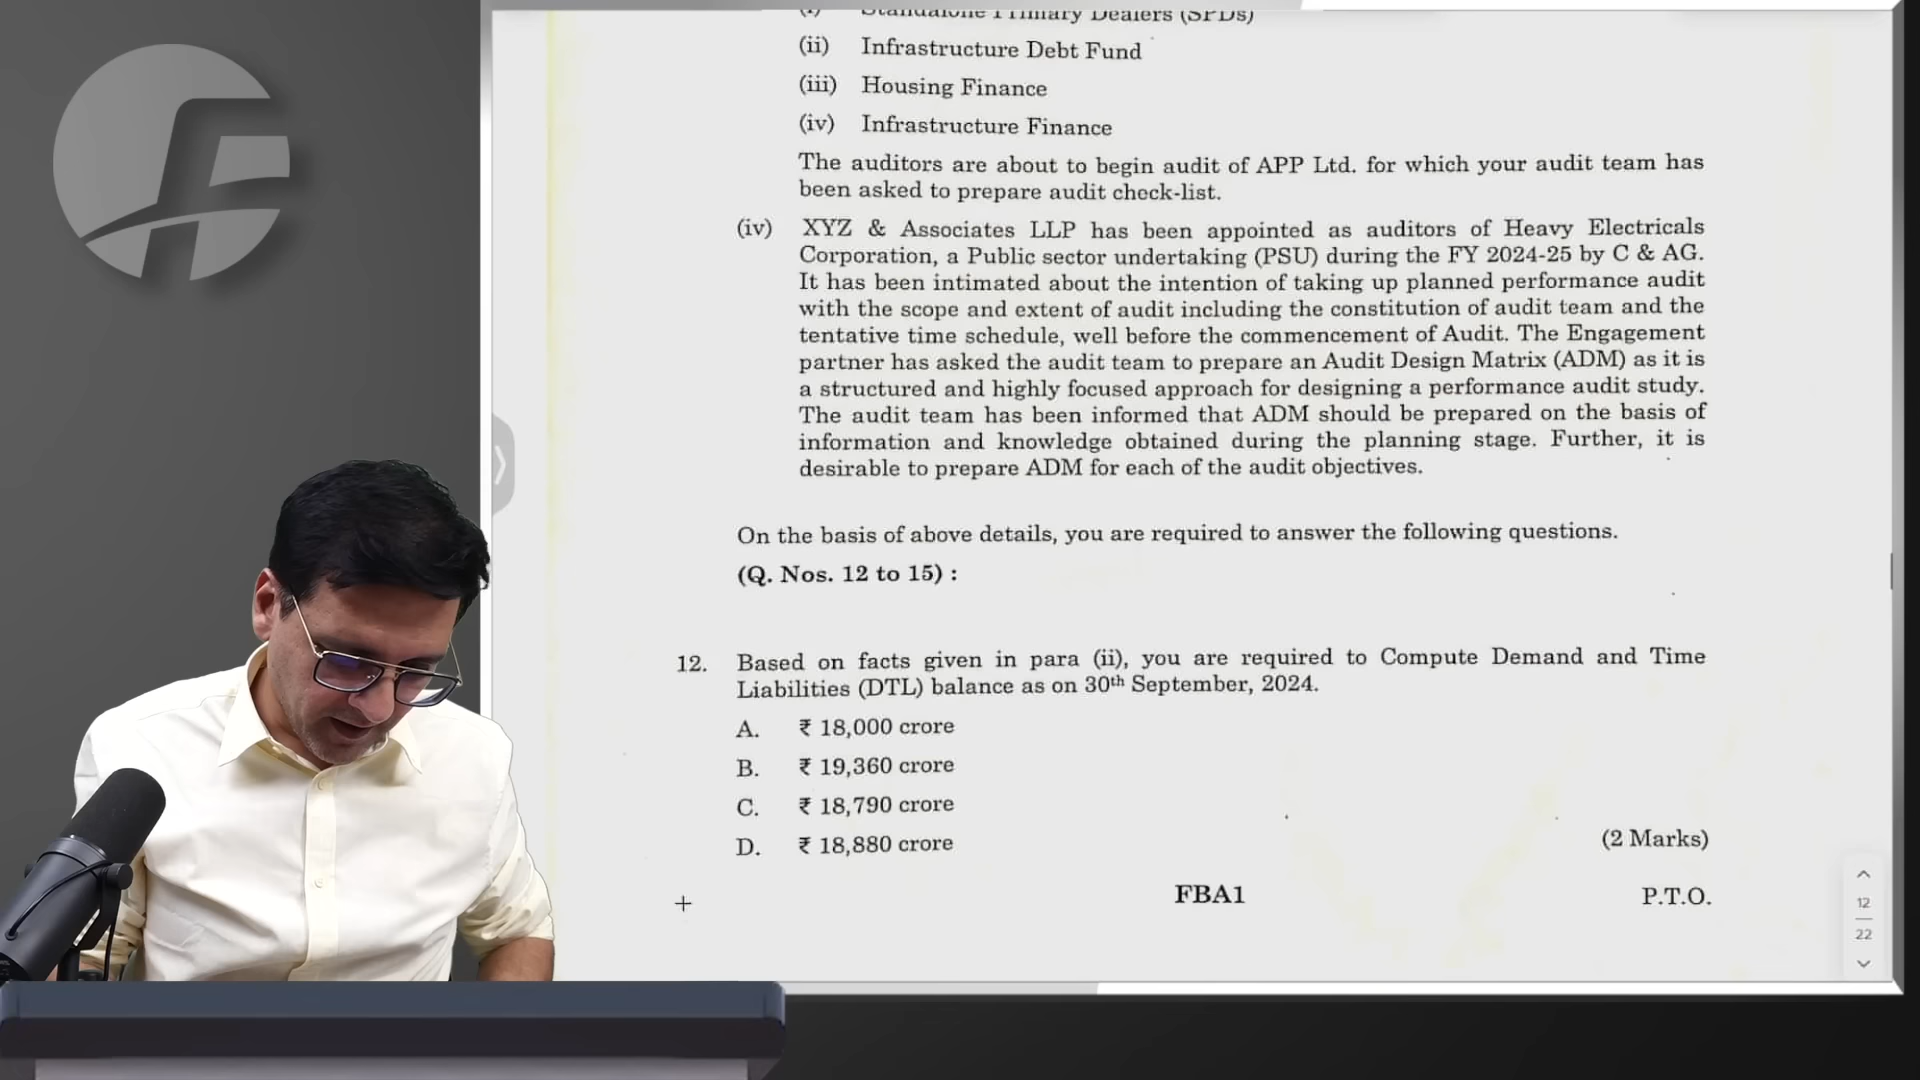 (i) Standalone Primary Dealers (SPDs)
(ii) Infrastructure Debt Fund
(iii) Housing Finance
(iv) Infrastructure Finance
The auditors are about to begin audit of APP Ltd. for which your audit team has
been asked to prepare audit check-list.
(iv) XYZ & Associates LLP has been appointed as auditors of Heavy Electricals
Corporation, a Public sector undertaking (PSU) during the FY 2024-25 by C & AG.
It has been intimated about the intention of taking up planned performance audit
with the scope and extent of audit including the constitution of audit team and the
tentative time schedule, well before the commencement of Audit. The Engagement
partner has asked the audit team to prepare an Audit Design Matrix (ADM) as it is
a structured and highly focused approach for designing a performance audit study.
The audit team has been informed that ADM should be prepared on the basis of
information and knowledge obtained during the planning stage. Further, it is
desirable to prepare ADM for each of the audit objectives.
On the basis of above details, you are required to answer the following questions.
(Q. Nos. 12 to 15) :
12. Based on facts given in para (ii), you are required to Compute Demand and Time
Liabilities (DTL) balance as on 30th September, 2024.
A. ₹ 18,000 crore
B. ₹ 19,360 crore
C. ₹ 18,790 crore
D. ₹ 18,880 crore
(2 Marks)
FBA1
P.T.O.
12
22